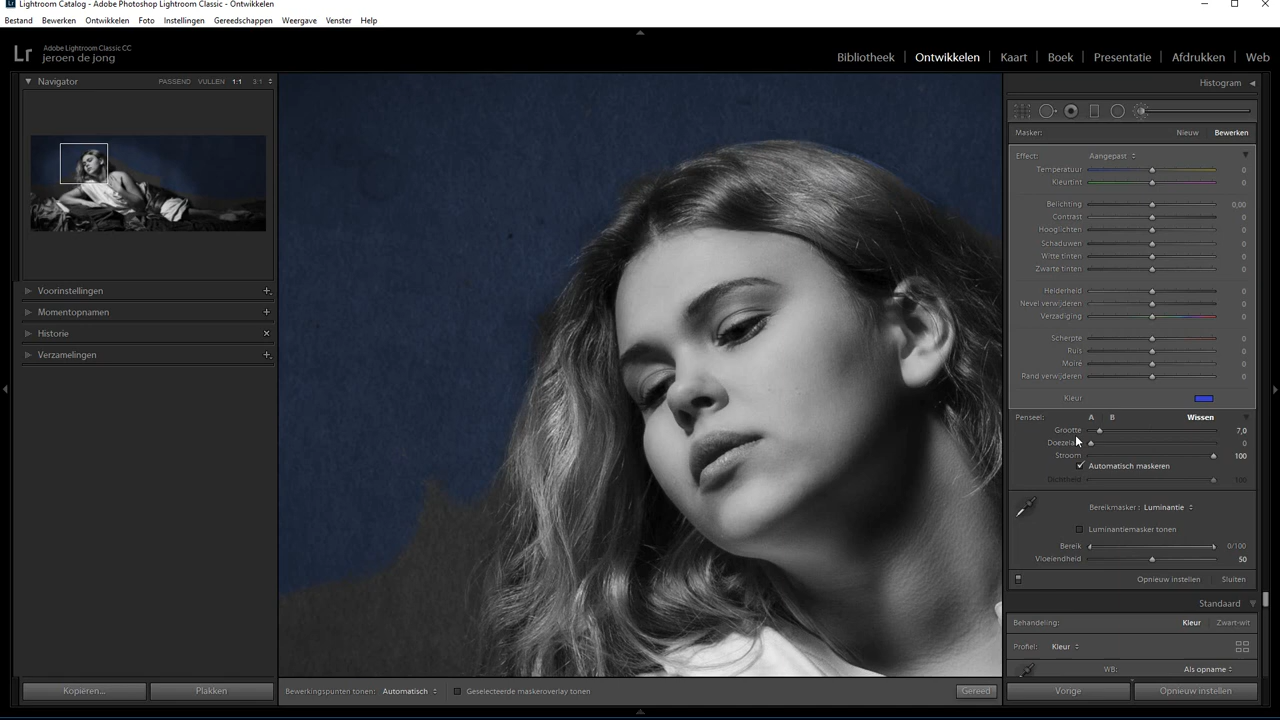 Lightroom Catalog - Adobe Photoshop Lightroom Classic - Ontwikkelen
Bestand Bewerken Ontwikkelen Foto Instellingen Gereedschappen Weergave Venster Help
Lr Adobe Lightroom Classic CC
jeroen de jong
Bibliotheek Ontwikkelen Kaart Boek Presentatie Afdrukken Web
Navigator PASSEND VULLEN 1:1 3:1
Voorinstellingen
Momentopnamen
Historie
Verzamelingen
Kopiëren... Plakken
Bewerkingspunten tonen: Automatisch Geselecteerde maskeroverlay tonen Gereed
Histogram
Masker: Nieuw Bewerken
Effect: Aangepast
Temperatuur 0
Kleurtint 0
Belichting 0,00
Contrast 0
Hooglichten 0
Schaduwen 0
Witte tinten 0
Zwarte tinten 0
Helderheid 0
Nevel verwijderen 0
Verzadiging 0
Scherpte 0
Ruis 0
Moiré 0
Rand verwijderen 0
Kleur
Penseel: A B Wissen
Grootte 7,0
0
Stroom 100
Automatisch maskeren
Dichtheid 100
Bereikmasker : Luminantie
Luminantiemasker tonen
Bereik 0/100
Vloeiendheid 50
Opnieuw instellen Sluiten
Standaard
Behandeling: Kleur Zwart-wit
Profiel: Kleur
WB: Als opname
Vorige Opnieuw instellen